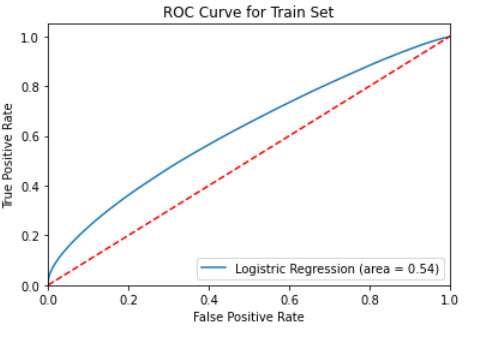 ROC Curve for Train Set
True Positive Rate
1.0
0.8
0.6
0.4
0.2
0.0
Logistric Regression (area = 0.54)
0.0 0.2 0.4 0.6 0.8 1.0
False Positive Rate